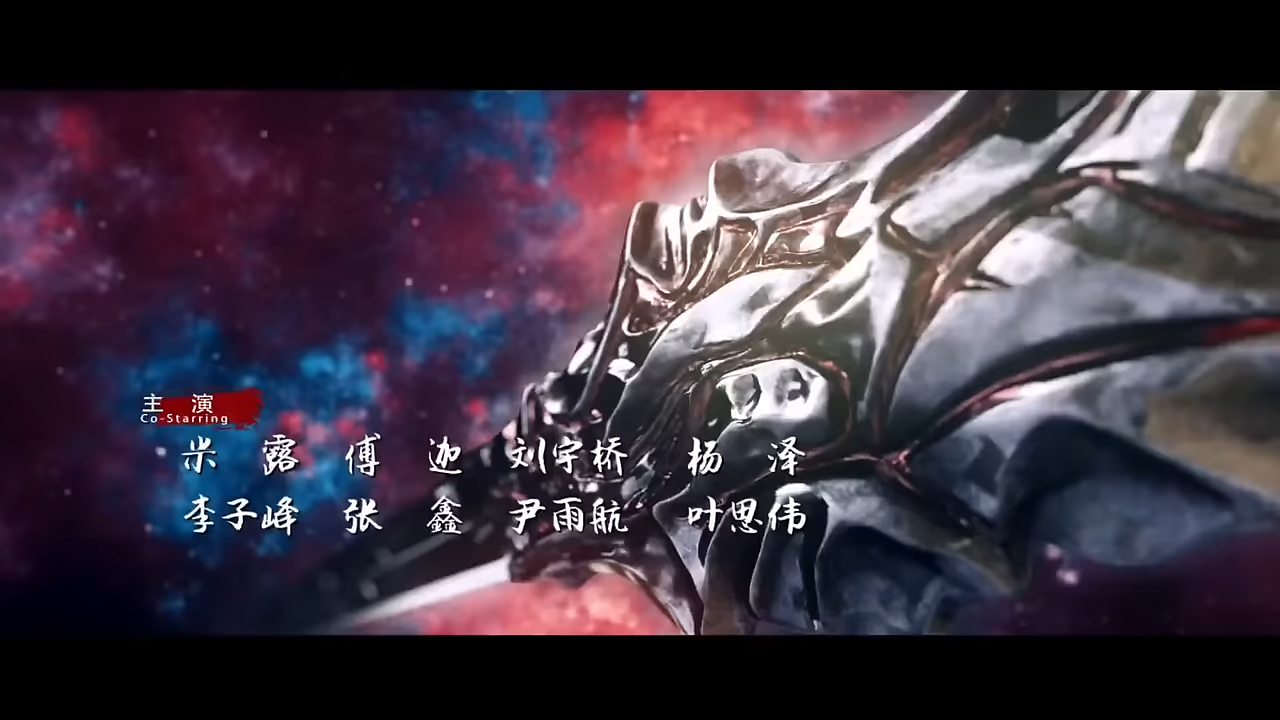 主 演
Co-Starring
米 露 傅 迦 刘宇桥 杨 泽
李子峰 张 鑫 尹雨航 叶思伟